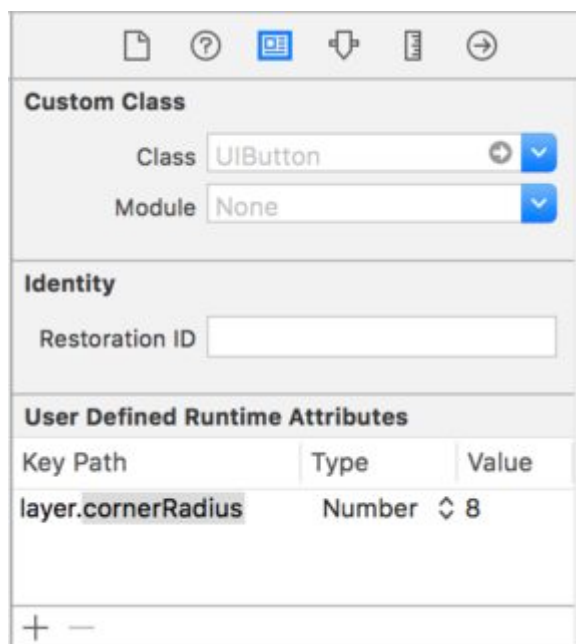 Custom Class
Class UIButton
Module None
Identity
Restoration ID
User Defined Runtime Attributes
Key Path Type Value
layer.cornerRadius Number 8